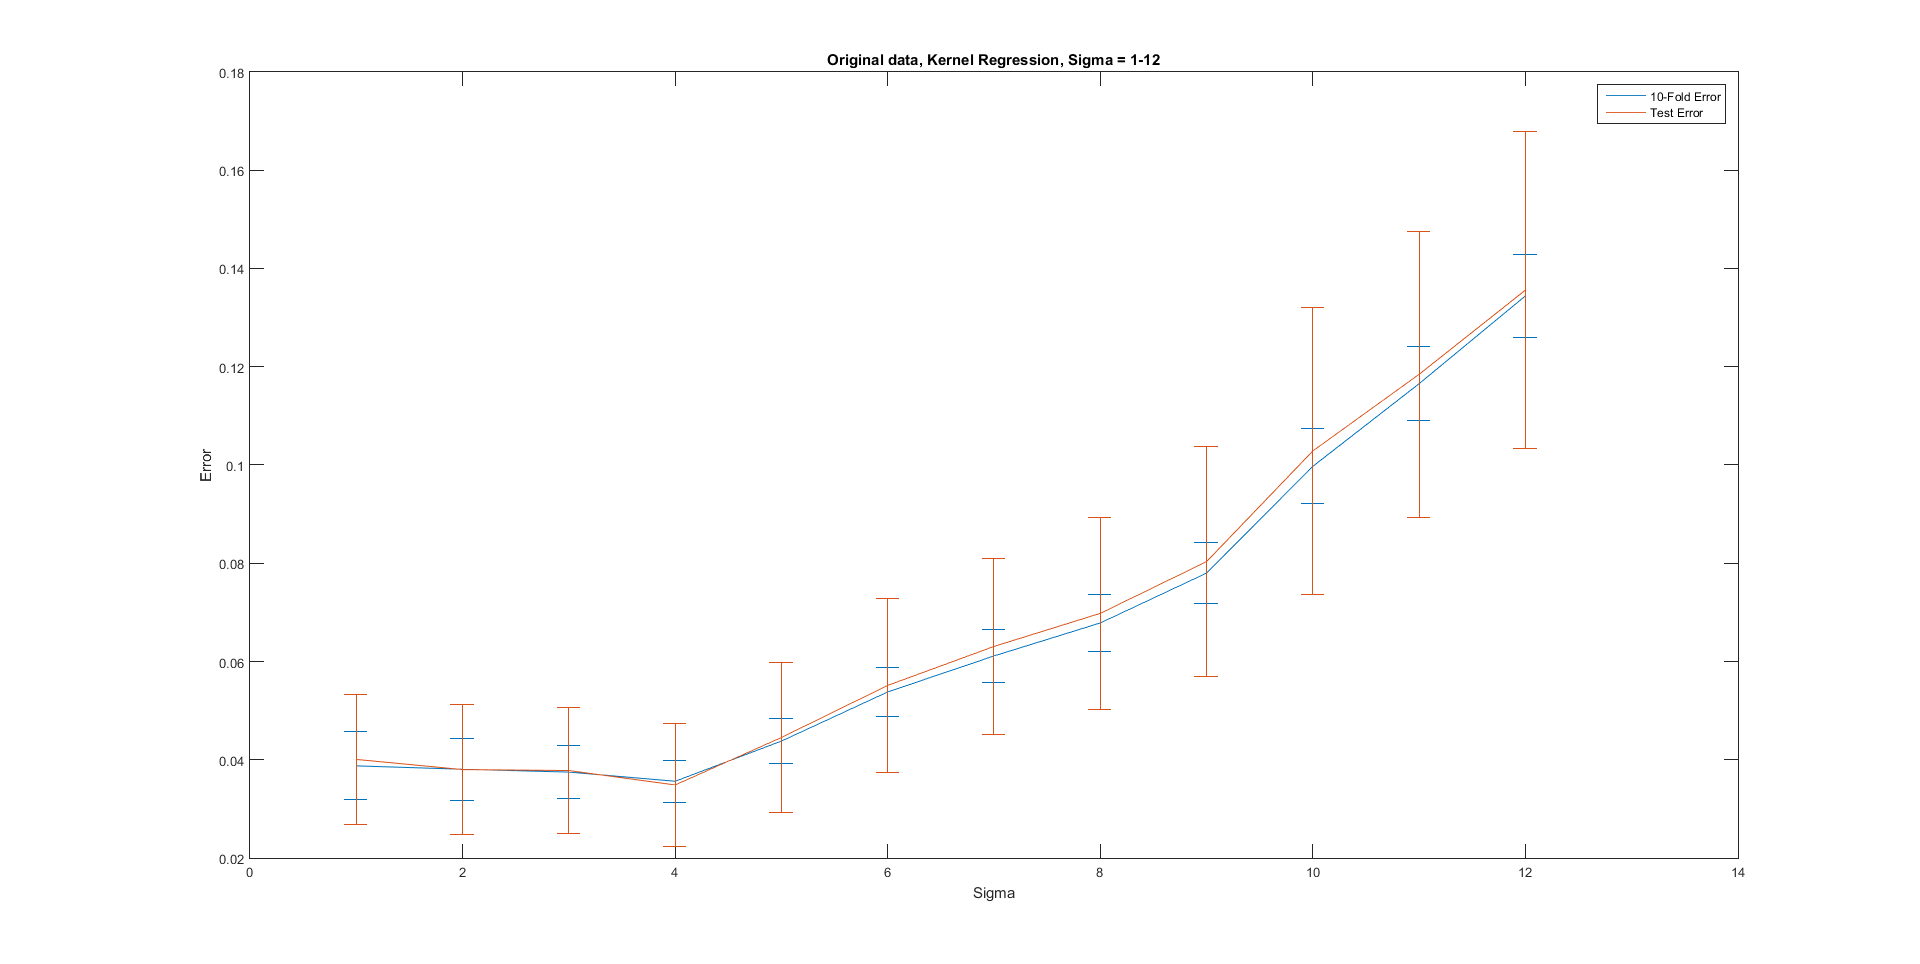 Original data, Kernel Regression, Sigma = 1-12
0.18
0.16
0.14
0.12
0.1
0.08
0.06
0.04
0.02
Error
10-Fold Error
Test Error
0 2 4 6 8 10 12 14
Sigma